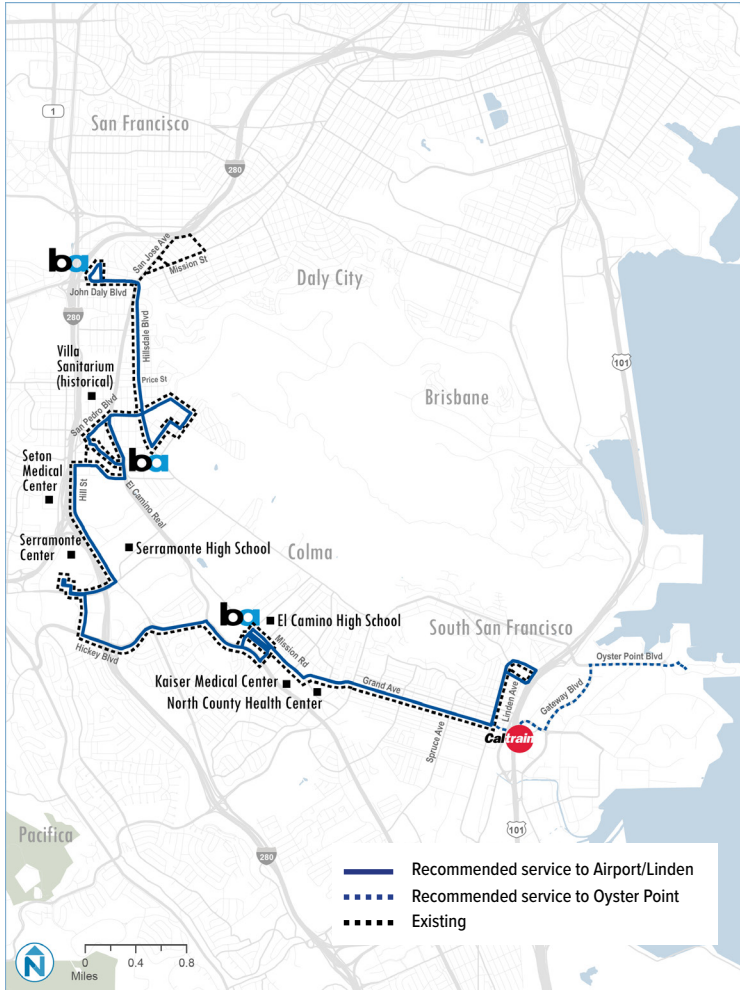 1
San Francisco
280
San Jose Ave
Mission St
ba
John Daly Blvd
Daly City
280
Hillsdale Blvd
101
Villa
Sanitarium
(historical)
Price St
Brisbane
San Pedro Blvd
ba
Seton
Medical
Center
Hill St
El Camino Real
Serramonte
Center
Serramonte High School
Colma
ba
El Camino High School
South San Francisco
Hickey Blvd
Mission Rd
Oyster Point Blvd
Kaiser Medical Center
North County Health Center
Grand Ave
Linden Ave
Gateway Blvd
Spruce Ave
Caltrain
101
Pacifica
280
Recommended service to Airport/Linden
Recommended service to Oyster Point
Existing
N
0 0.4 0.8
Miles